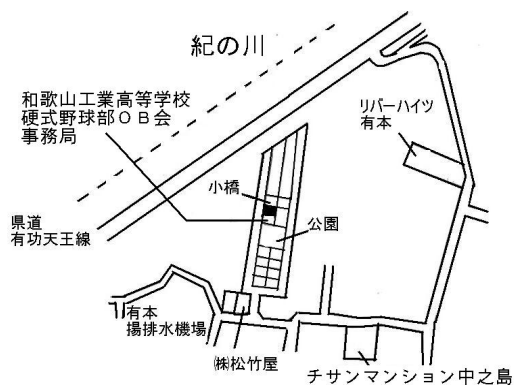 紀の川
和歌山工業高等学校
硬式野球部OB会
事務局
リバーハイツ
有本
小橋
公園
県道
有功天王線
有本
揚排水機場
㈱松竹屋
チサンマンション中之島